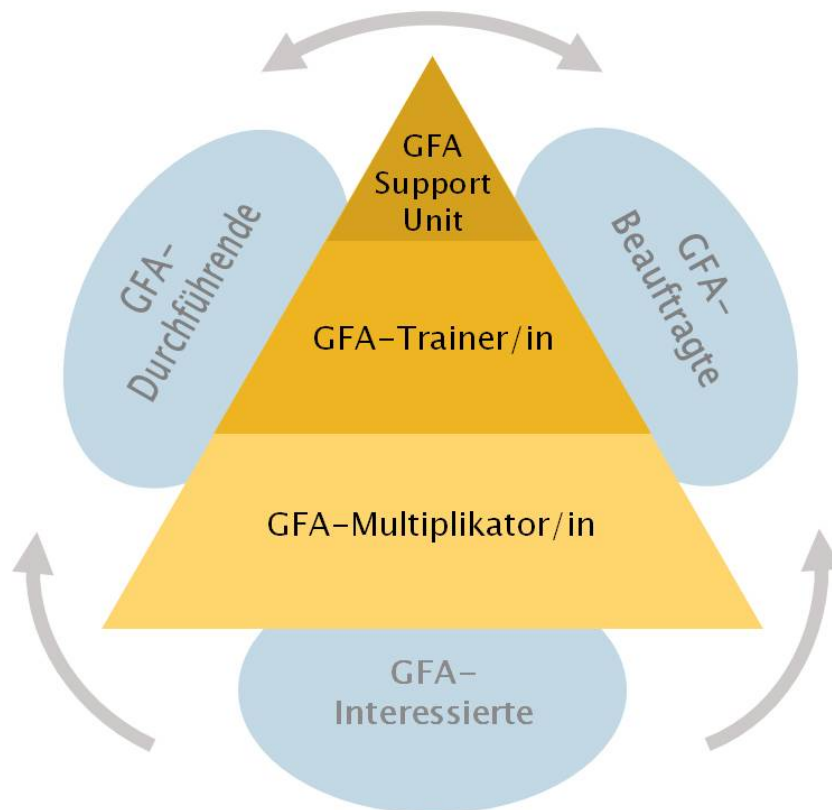 GFA
Support
Unit
GFA-
Durchführende
GFA-
Beauftragte
GFA-Trainer/in
GFA-Multiplikator/in
GFA-
Interessierte